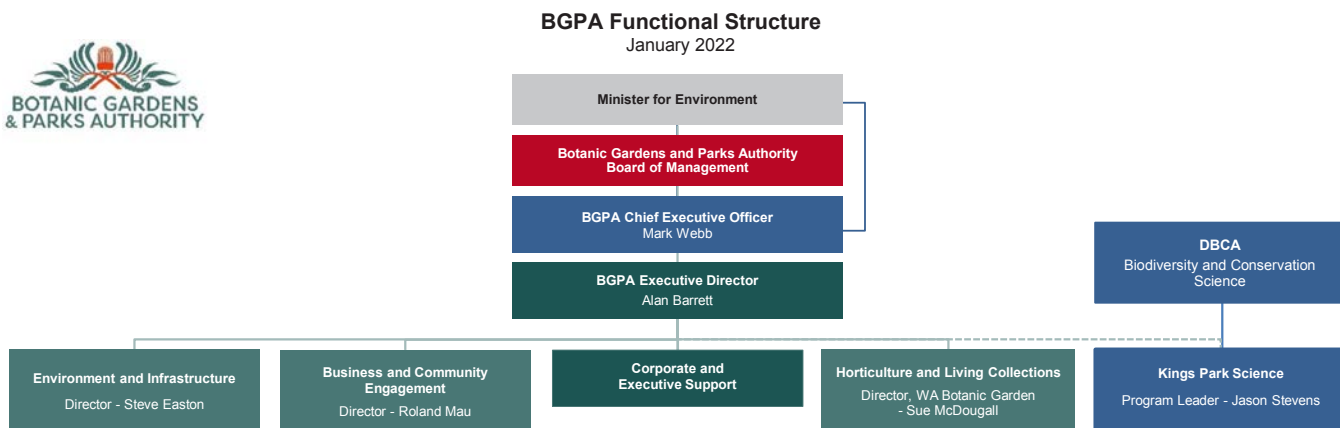 BGPA Functional Structure
January 2022
BOTANIC GARDENS
& PARKS AUTHORITY
Minister for Environment
Botanic Gardens and Parks Authority
Board of Management
BGPA Chief Executive Officer
Mark Webb
DBCA
Biodiversity and Conservation
Science
BGPA Executive Director
Alan Barrett
Environment and Infrastructure
Director - Steve Easton
Business and Community
Engagement
Director - Roland Mau
Corporate and
Executive Support
Horticulture and Living Collections
Director, WA Botanic Garden
- Sue McDougall
Kings Park Science
Program Leader - Jason Stevens